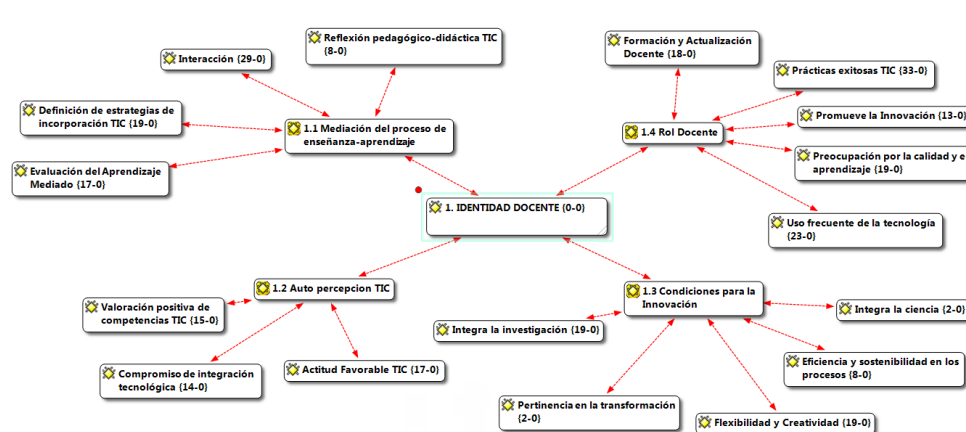 Reflexión pedagógico-didáctica TIC
{8-0}
Interacción {29-0}
Definición de estrategias de
incorporación TIC {19-0}
Evaluación del Aprendizaje
Mediado {17-0}
1.1 Mediación del proceso de
enseñanza-aprendizaje
Formación y Actualización
Docente {18-0}
Prácticas exitosas TIC {33-0}
Promueve la Innovación {13-0}
1.4 Rol Docente
Preocupación por la calidad y e
aprendizaje {19-0}
Uso frecuente de la tecnología
{23-0}
1. IDENTIDAD DOCENTE {0-0}
1.2 Auto percepcion TIC
Valoración positiva de
competencias TIC {15-0}
Compromiso de integración
tecnológica {14-0}
Actitud Favorable TIC {17-0}
1.3 Condiciones para la
Innovación
Integra la investigación {19-0}
Integra la ciencia {2-0}
Eficiencia y sostenibilidad en los
procesos {8-0}
Pertinencia en la transformación
{2-0}
Flexibilidad y Creatividad {19-0}